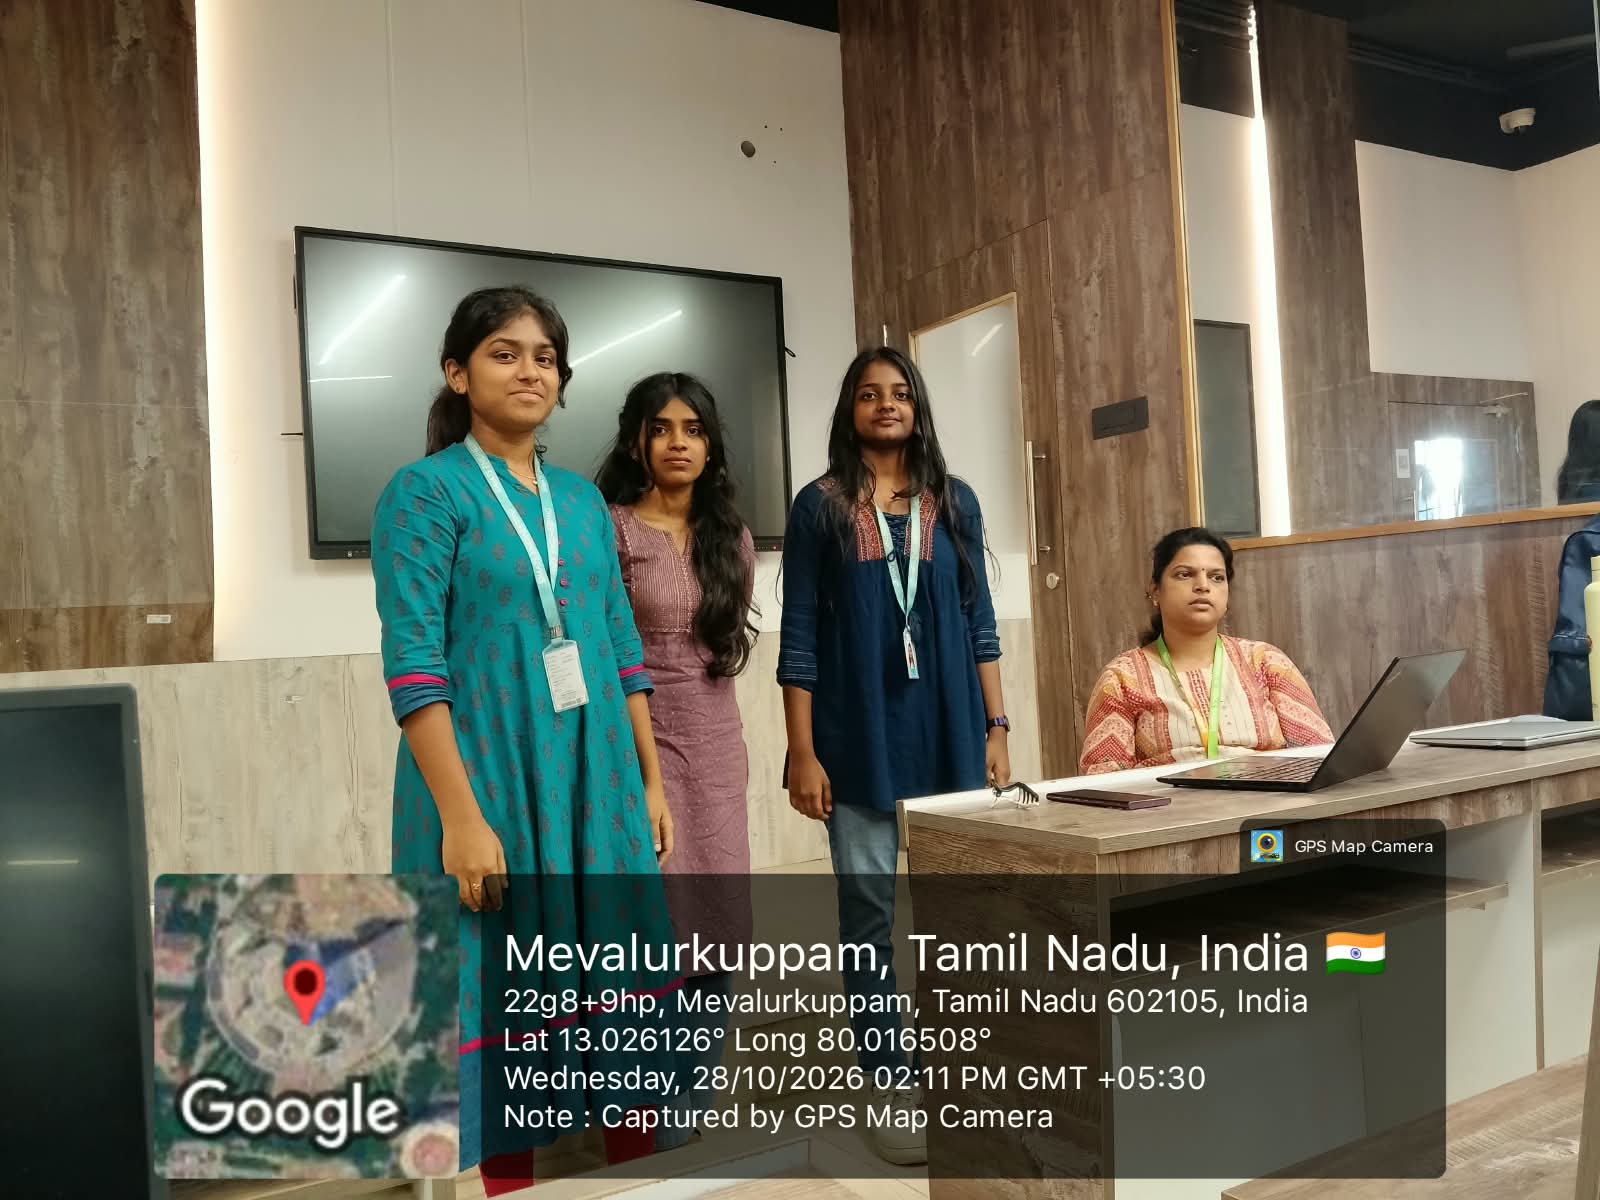 GPS Map Camera
Mevalurkuppam, Tamil Nadu, India
22g8+9hp, Mevalurkuppam, Tamil Nadu 602105, India
Lat 13.026126° Long 80.016508°
Wednesday, 28/10/2026 02:11 PM GMT +05:30
Note : Captured by GPS Map Camera
Google